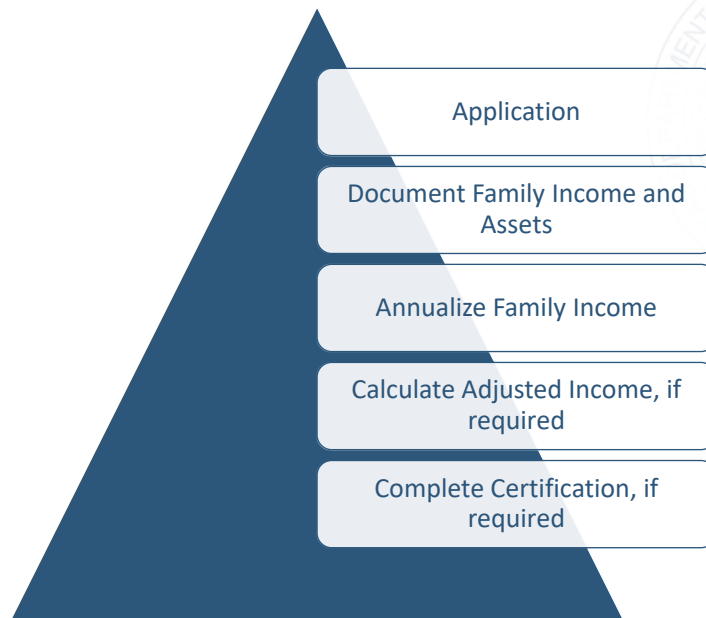 Application
Document Family Income and
Assets
Annualize Family Income
Calculate Adjusted Income, if
required
Complete Certification, if
required